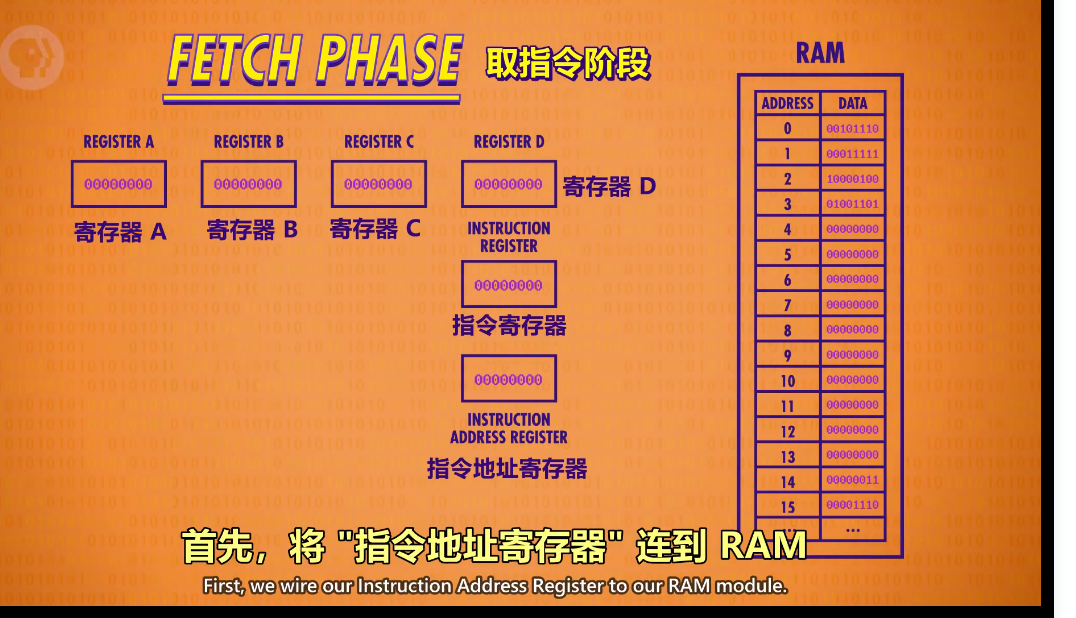 FETCH PHASE 取指令阶段
REGISTER A
00000000
寄存器 A
REGISTER B
00000000
寄存器 B
REGISTER C
00000000
寄存器 C
REGISTER D
00000000 寄存器 D
INSTRUCTION
REGISTER
00000000
指令寄存器
00000000
INSTRUCTION
ADDRESS REGISTER
指令地址寄存器
RAM
ADDRESS DATA
0 00101110
1 00011111
2 10000100
3 01001101
4 00000000
5 00000000
6 00000000
7 00000000
8 00000000
9 00000000
10 00000000
11 00000000
12 00000000
13 00000000
14 00000011
15 00001110
... ...
首先，将 "指令地址寄存器" 连到 RAM
First, we wire our Instruction Address Register to our RAM module.